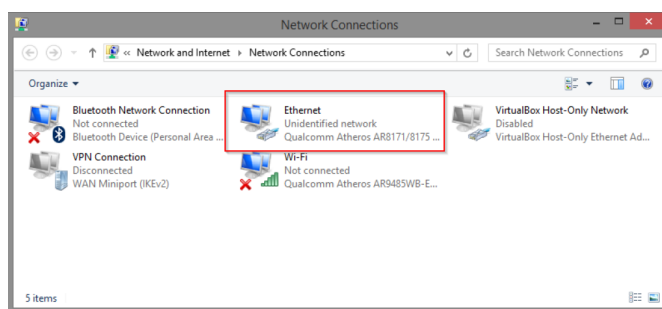 Network Connections
« Network and Internet ▸ Network Connections
Search Network Connections
Organize ▾
Bluetooth Network Connection
Not connected
Bluetooth Device (Personal Area ...
Ethernet
Unidentified network
Qualcomm Atheros AR8171/8175 ...
VirtualBox Host-Only Network
Disabled
VirtualBox Host-Only Ethernet Ad...
VPN Connection
Disconnected
WAN Miniport (IKEv2)
Wi-Fi
Not connected
Qualcomm Atheros AR9485WB-E...
5 items